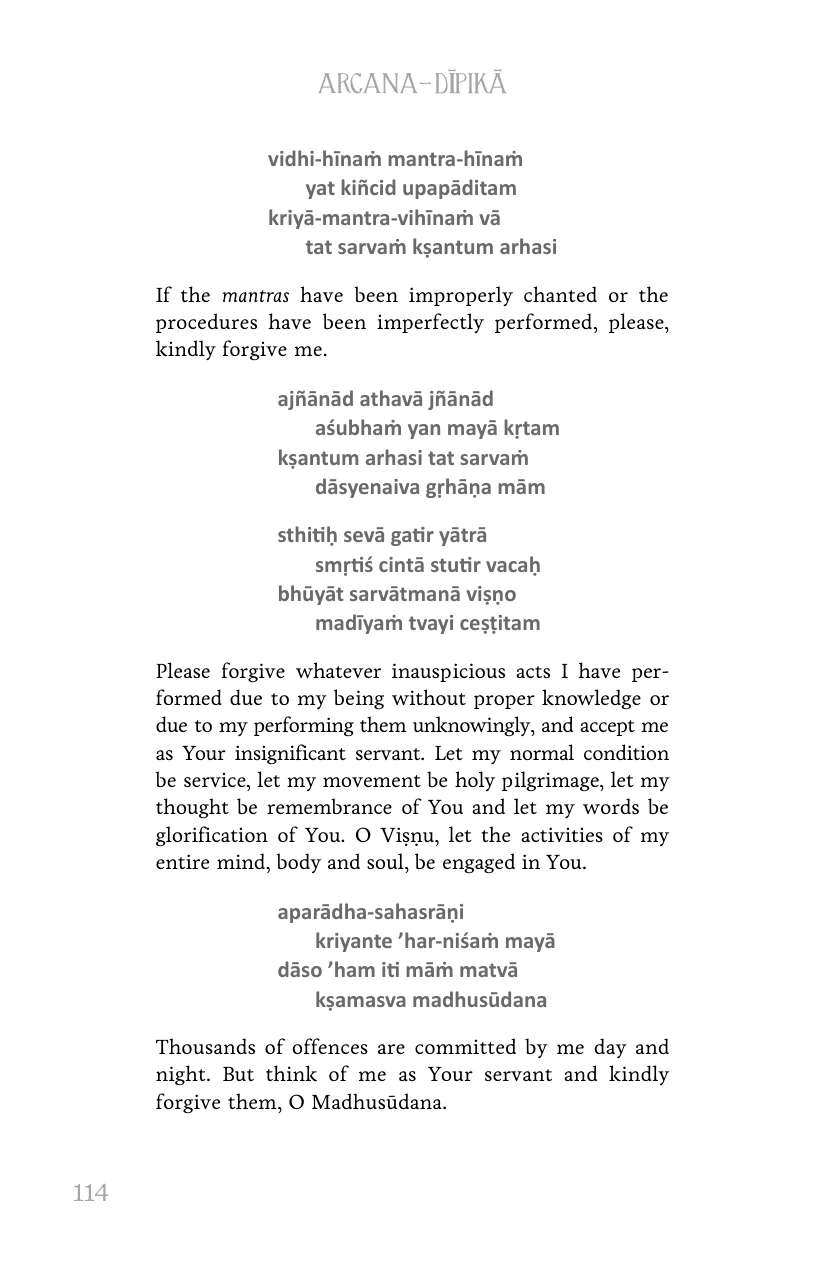 ARCANA–DĪPIKĀ
vidhi-hīnaṁ mantra-hīnaṁ
yat kiñcid upapāditam
kriyā-mantra-vihīnaṁ vā
tat sarvaṁ kṣantum arhasi
If the mantras have been improperly chanted or the
procedures have been imperfectly performed, please,
kindly forgive me.
ajñānād athavā jñānād
aśubhaṁ yan mayā kṛtam
kṣantum arhasi tat sarvaṁ
dāsyenaiva gṛhāṇa mām
sthitiḥ sevā gatir yātrā
smṛtiś cintā stutir vacaḥ
bhūyāt sarvātmanā viṣṇo
madīyaṁ tvayi ceṣṭitam
Please forgive whatever inauspicious acts I have per-
formed due to my being without proper knowledge or
due to my performing them unknowingly, and accept me
as Your insignificant servant. Let my normal condition
be service, let my movement be holy pilgrimage, let my
thought be remembrance of You and let my words be
glorification of You. O Viṣṇu, let the activities of my
entire mind, body and soul, be engaged in You.
aparādha-sahasrāṇi
kriyante ’har-niśaṁ mayā
dāso ’ham iti māṁ matvā
kṣamasva madhusūdana
Thousands of offences are committed by me day and
night. But think of me as Your servant and kindly
forgive them, O Madhusūdana.
114